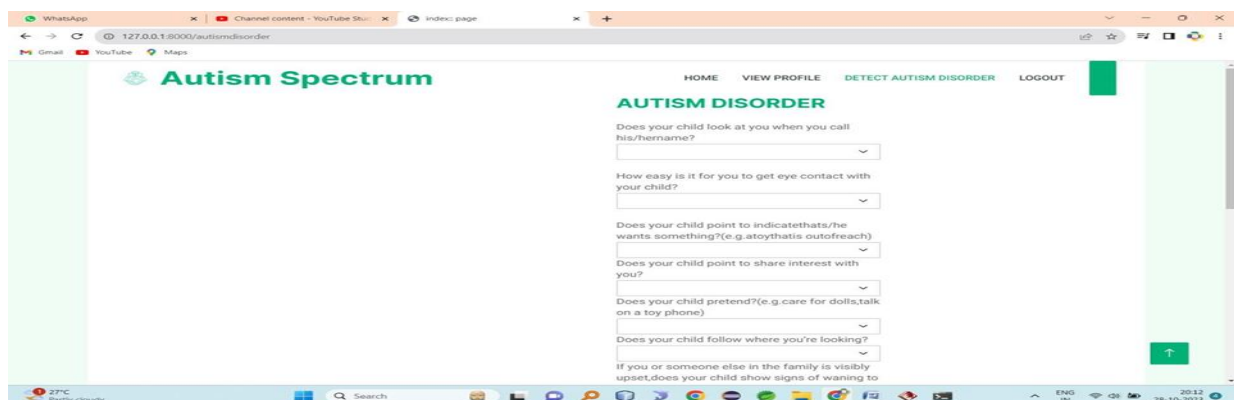 WhatsApp
Channel content - YouTube Stu
index: page
127.0.0.1:8000/autismdisorder
Gmail
YouTube
Maps
Autism Spectrum
HOME VIEW PROFILE DETECT AUTISM DISORDER LOGOUT
AUTISM DISORDER
Does your child look at you when you call
his/hername?
How easy is it for you to get eye contact with
your child?
Does your child point to indicatethats/he
wants something?(e.g.atoythatis outofreach)
Does your child point to share interest with
you?
Does your child pretend?(e.g.care for dolls,talk
on a toy phone)
Does your child follow where you're looking?
If you or someone else in the family is visibly
upset,does your child show signs of waning to
27°C
Partly cloudy
Search
ENG
IN
20:12
28-10-2023